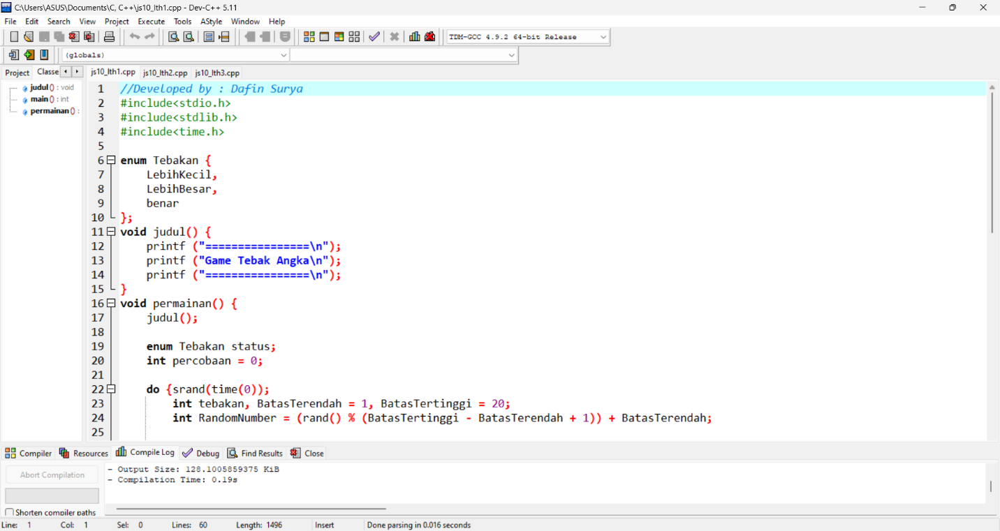 C:\Users\ASUS\Documents\C, C++\js10_lth1.cpp - Dev-C++ 5.11
File Edit Search View Project Execute Tools AStyle Window Help
TDM-GCC 4.9.2 64-bit Release
(globals)
Project Classe js10_lth1.cpp js10_lth2.cpp js10_lth3.cpp
judul() : void
main() : int
permainan() :
1 //Developed by : Dafin Surya
2 #include<stdio.h>
3 #include<stdlib.h>
4 #include<time.h>
5
6 enum Tebakan {
7 LebihKecil,
8 LebihBesar,
9 benar
10 };
11 void judul() {
12 printf ("================\n");
13 printf ("Game Tebak Angka\n");
14 printf ("================\n");
15 }
16 void permainan() {
17 judul();
18
19 enum Tebakan status;
20 int percobaan = 0;
21
22 do {srand(time(0));
23 int tebakan, BatasTerendah = 1, BatasTertinggi = 20;
24 int RandomNumber = (rand() % (BatasTertinggi - BatasTerendah + 1)) + BatasTerendah;
25
Compiler Resources Compile Log Debug Find Results Close
Abort Compilation
Shorten compiler paths
- Output Size: 128.1005859375 KiB
- Compilation Time: 0.19s
Line: 1 Col: 1 Sel: 0 Lines: 60 Length: 1496 Insert Done parsing in 0.016 seconds